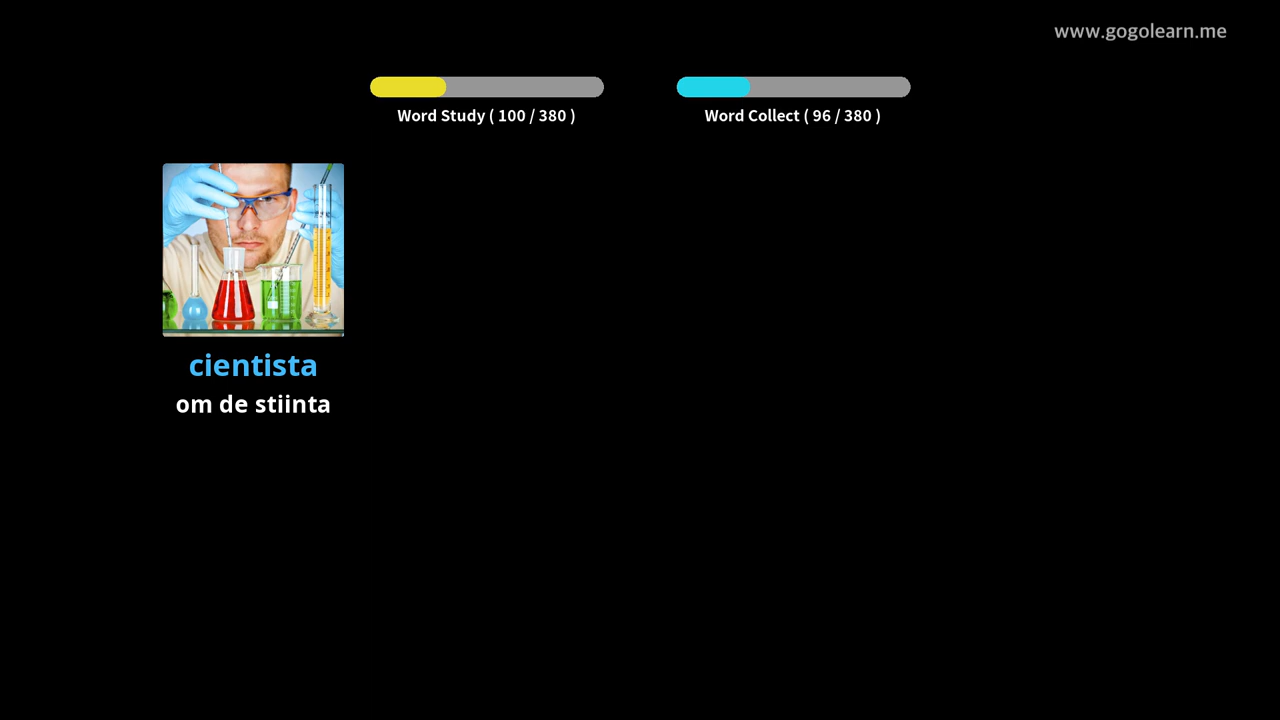 www.gogolearn.me
Word Study ( 100 / 380 )
Word Collect ( 96 / 380 )
cientista
om de stiinta